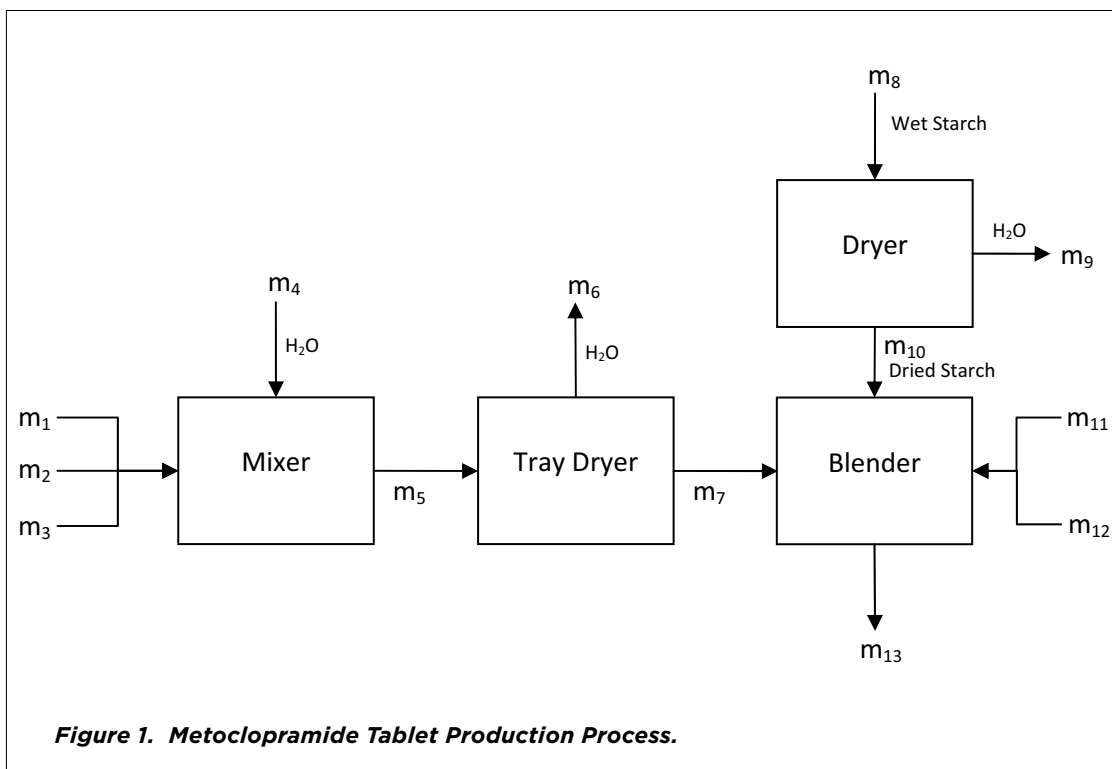 m₈
Wet Starch
Dryer
H₂O
m₉
m₄
H₂O
m₆
H₂O
m₁₀
Dried Starch
m₁
m₂
m₃
Mixer
m₅
Tray Dryer
m₇
Blender
m₁₁
m₁₂
m₁₃
Figure 1. Metoclopramide Tablet Production Process.